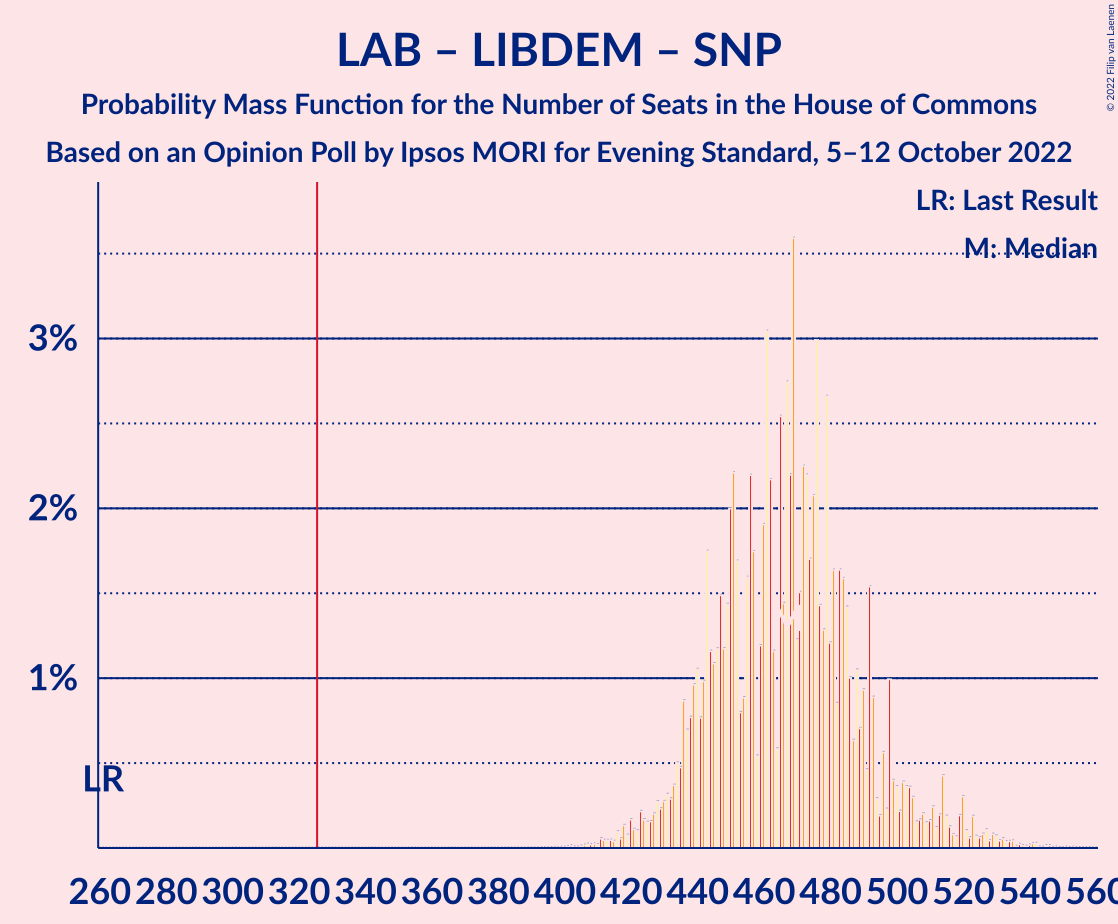 LAB – LIBDEM – SNP
Probability Mass Function for the Number of Seats in the House of Commons
Based on an Opinion Poll by Ipsos MORI for Evening Standard, 5–12 October 2022
© 2022 Filip van Laenen
LR: Last Result
M: Median
3%
2%
1%
LR
260 280 300 320 340 360 380 400 420 440 460 480 500 520 540 560